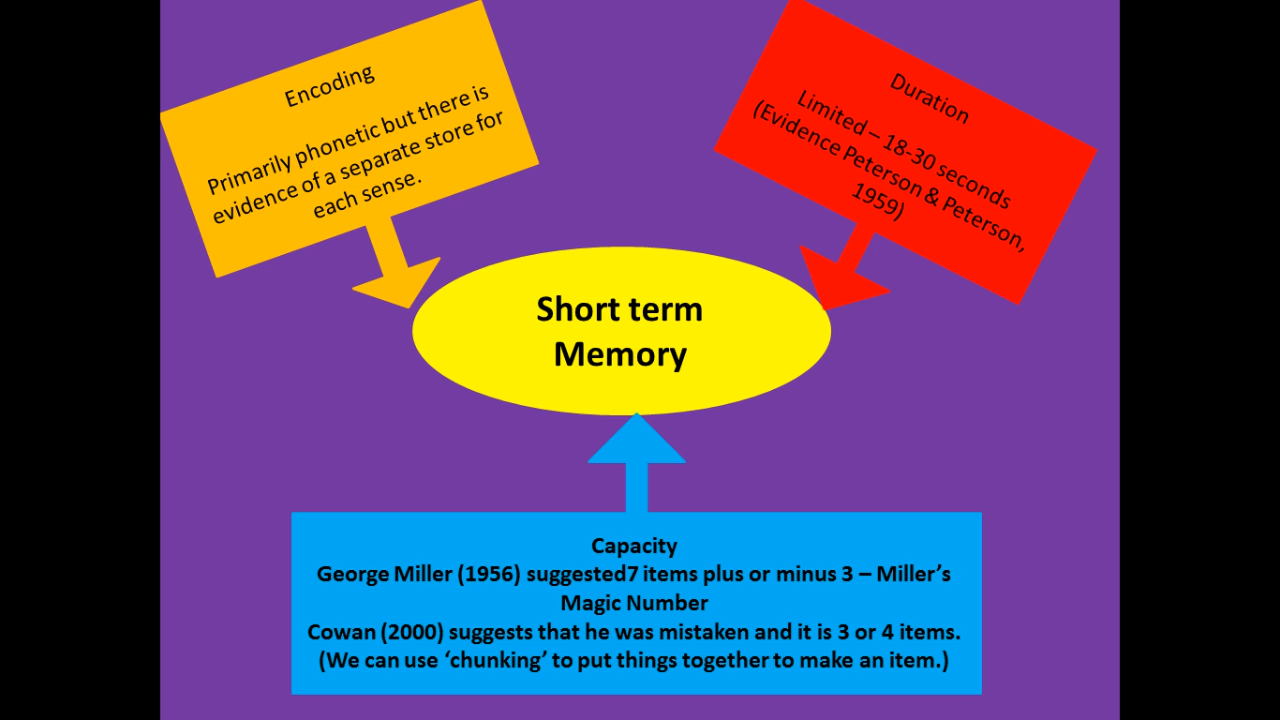 Encoding
Primarily phonetic but there is
evidence of a separate store for
each sense.
Duration
Limited – 18-30 seconds
(Evidence Peterson & Peterson,
1959)
Short term
Memory
Capacity
George Miller (1956) suggested7 items plus or minus 3 – Miller’s
Magic Number
Cowan (2000) suggests that he was mistaken and it is 3 or 4 items.
(We can use ‘chunking’ to put things together to make an item.)